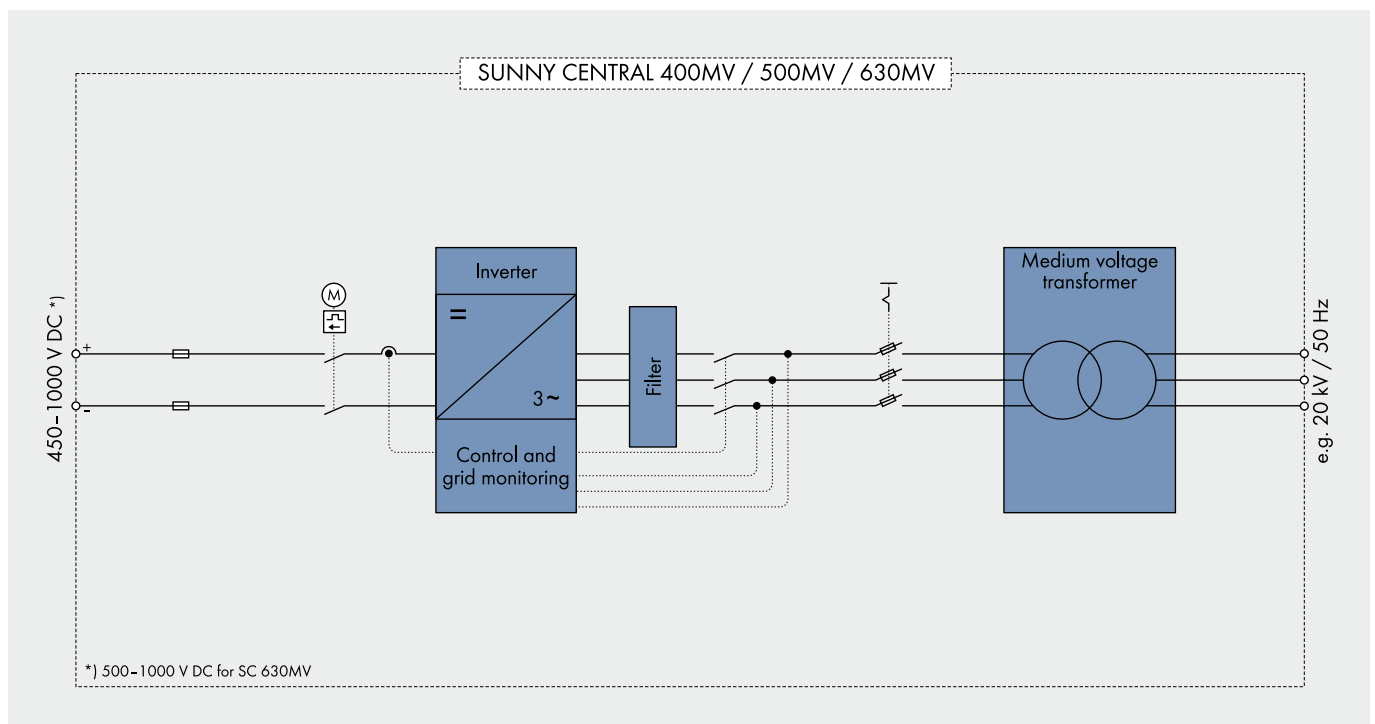 SUNNY CENTRAL 400MV / 500MV / 630MV
450–1000 V DC *)
+
-
M
Inverter
=
3~
Control and
grid monitoring
Filter
Medium voltage
transformer
e.g. 20 kV / 50 Hz
*) 500–1000 V DC for SC 630MV